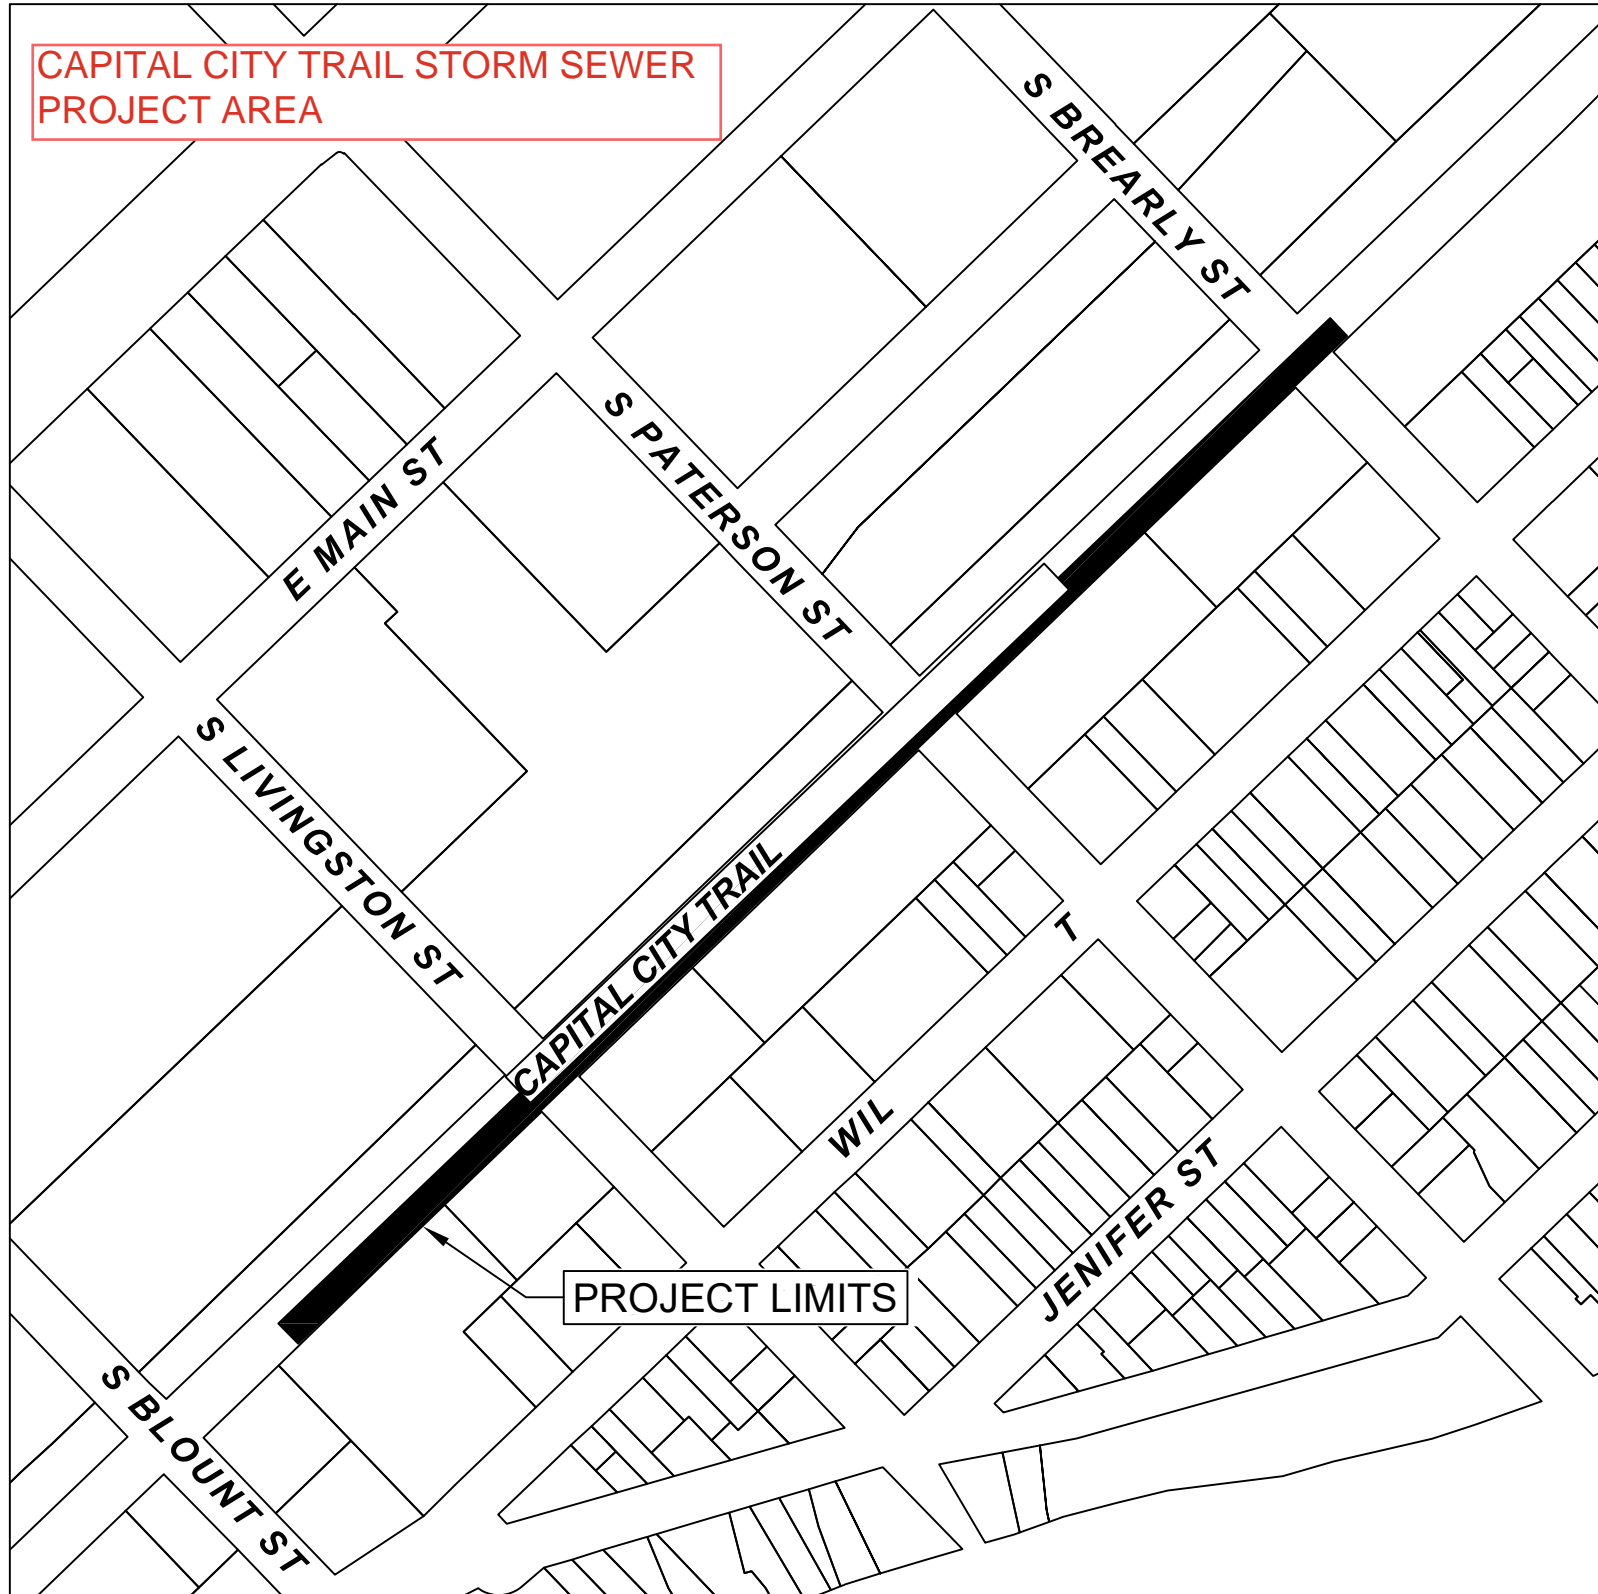 CAPITAL CITY TRAIL STORM SEWER
PROJECT AREA
S BREARLY ST
S PATERSON ST
E MAIN ST
S LIVINGSTON ST
CAPITAL CITY TRAIL
WIL
T
JENIFER ST
PROJECT LIMITS
S BLOUNT ST